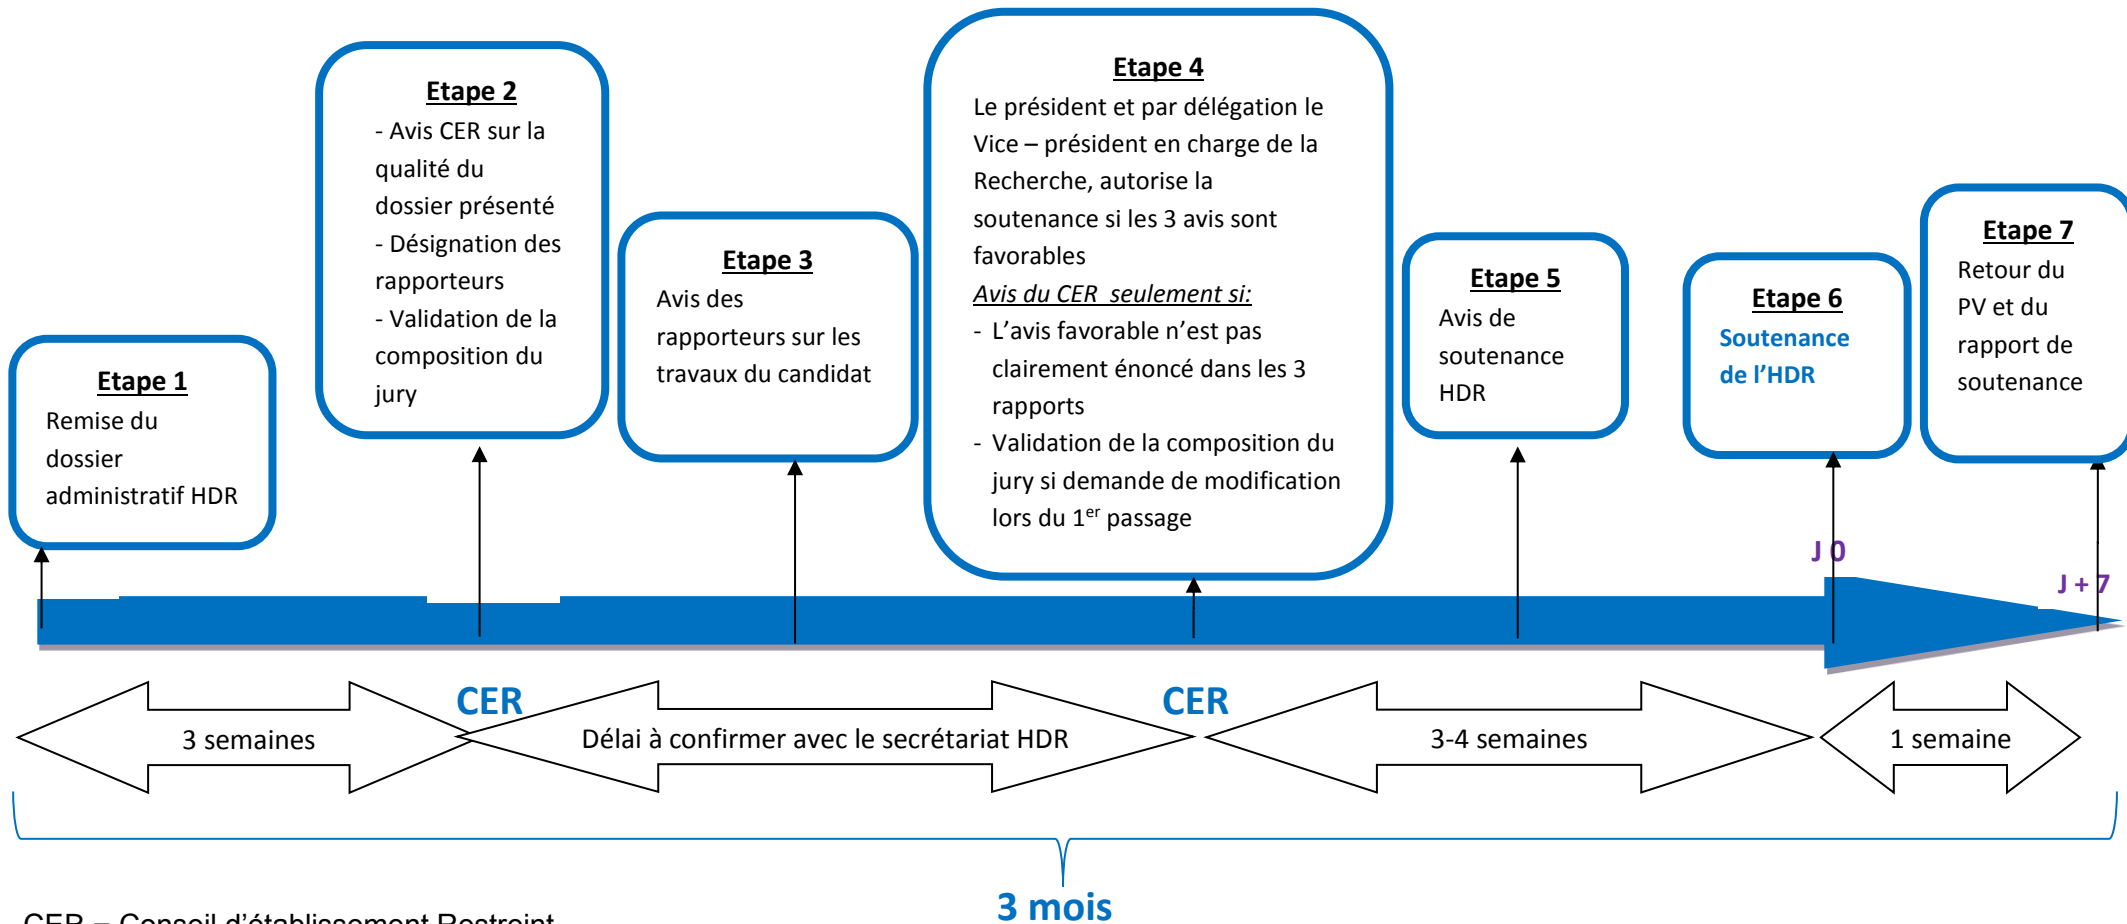 Etape 1
Remise du
dossier
administratif HDR
Etape 2
- Avis CER sur la
qualité du
dossier présenté
- Désignation des
rapporteurs
- Validation de la
composition du
jury
Etape 3
Avis des
rapporteurs sur les
travaux du candidat
Etape 4
Le président et par délégation le
Vice – président en charge de la
Recherche, autorise la
soutenance si les 3 avis sont
favorables
Avis du CER seulement si:
- L’avis favorable n’est pas
clairement énoncé dans les 3
rapports
- Validation de la composition du
jury si demande de modification
lors du 1er passage
Etape 5
Avis de
soutenance
HDR
Etape 6
Soutenance
de l’HDR
Etape 7
Retour du
PV et du
rapport de
soutenance
J 0
J + 7
CER
CER
3 semaines
Délai à confirmer avec le secrétariat HDR
3-4 semaines
1 semaine
3 mois
CER = Conseil d’établissement Restreint